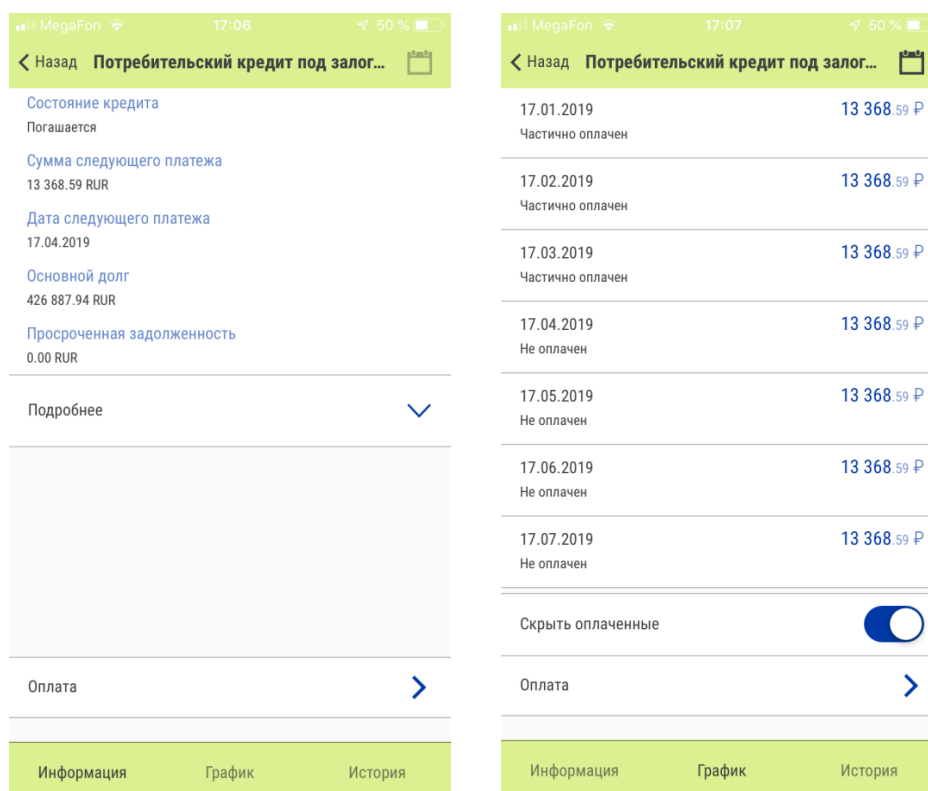 MegaFon 17:06 50 %
Назад Потребительский кредит под залог...
Состояние кредита
Погашается
Сумма следующего платежа
13 368.59 RUR
Дата следующего платежа
17.04.2019
Основной долг
426 887.94 RUR
Просроченная задолженность
0.00 RUR
Подробнее
Оплата
Информация График История
MegaFon 17:07 50 %
Назад Потребительский кредит под залог...
17.01.2019 13 368.59 ₽
Частично оплачен
17.02.2019 13 368.59 ₽
Частично оплачен
17.03.2019 13 368.59 ₽
Частично оплачен
17.04.2019 13 368.59 ₽
Не оплачен
17.05.2019 13 368.59 ₽
Не оплачен
17.06.2019 13 368.59 ₽
Не оплачен
17.07.2019 13 368.59 ₽
Не оплачен
Скрыть оплаченные
Оплата
Информация График История